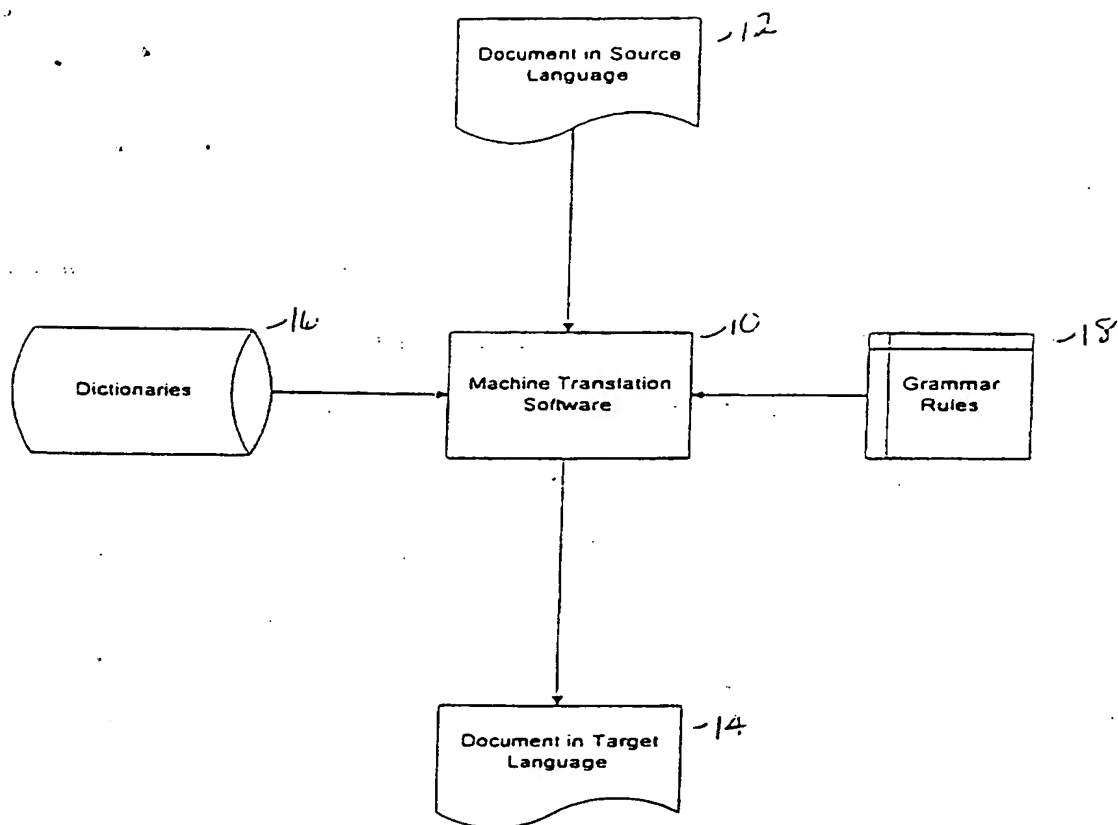 Document in Source
Language
12
Dictionaries
16
Machine Translation
Software
10
Grammar
Rules
18
Document in Target
Language
14